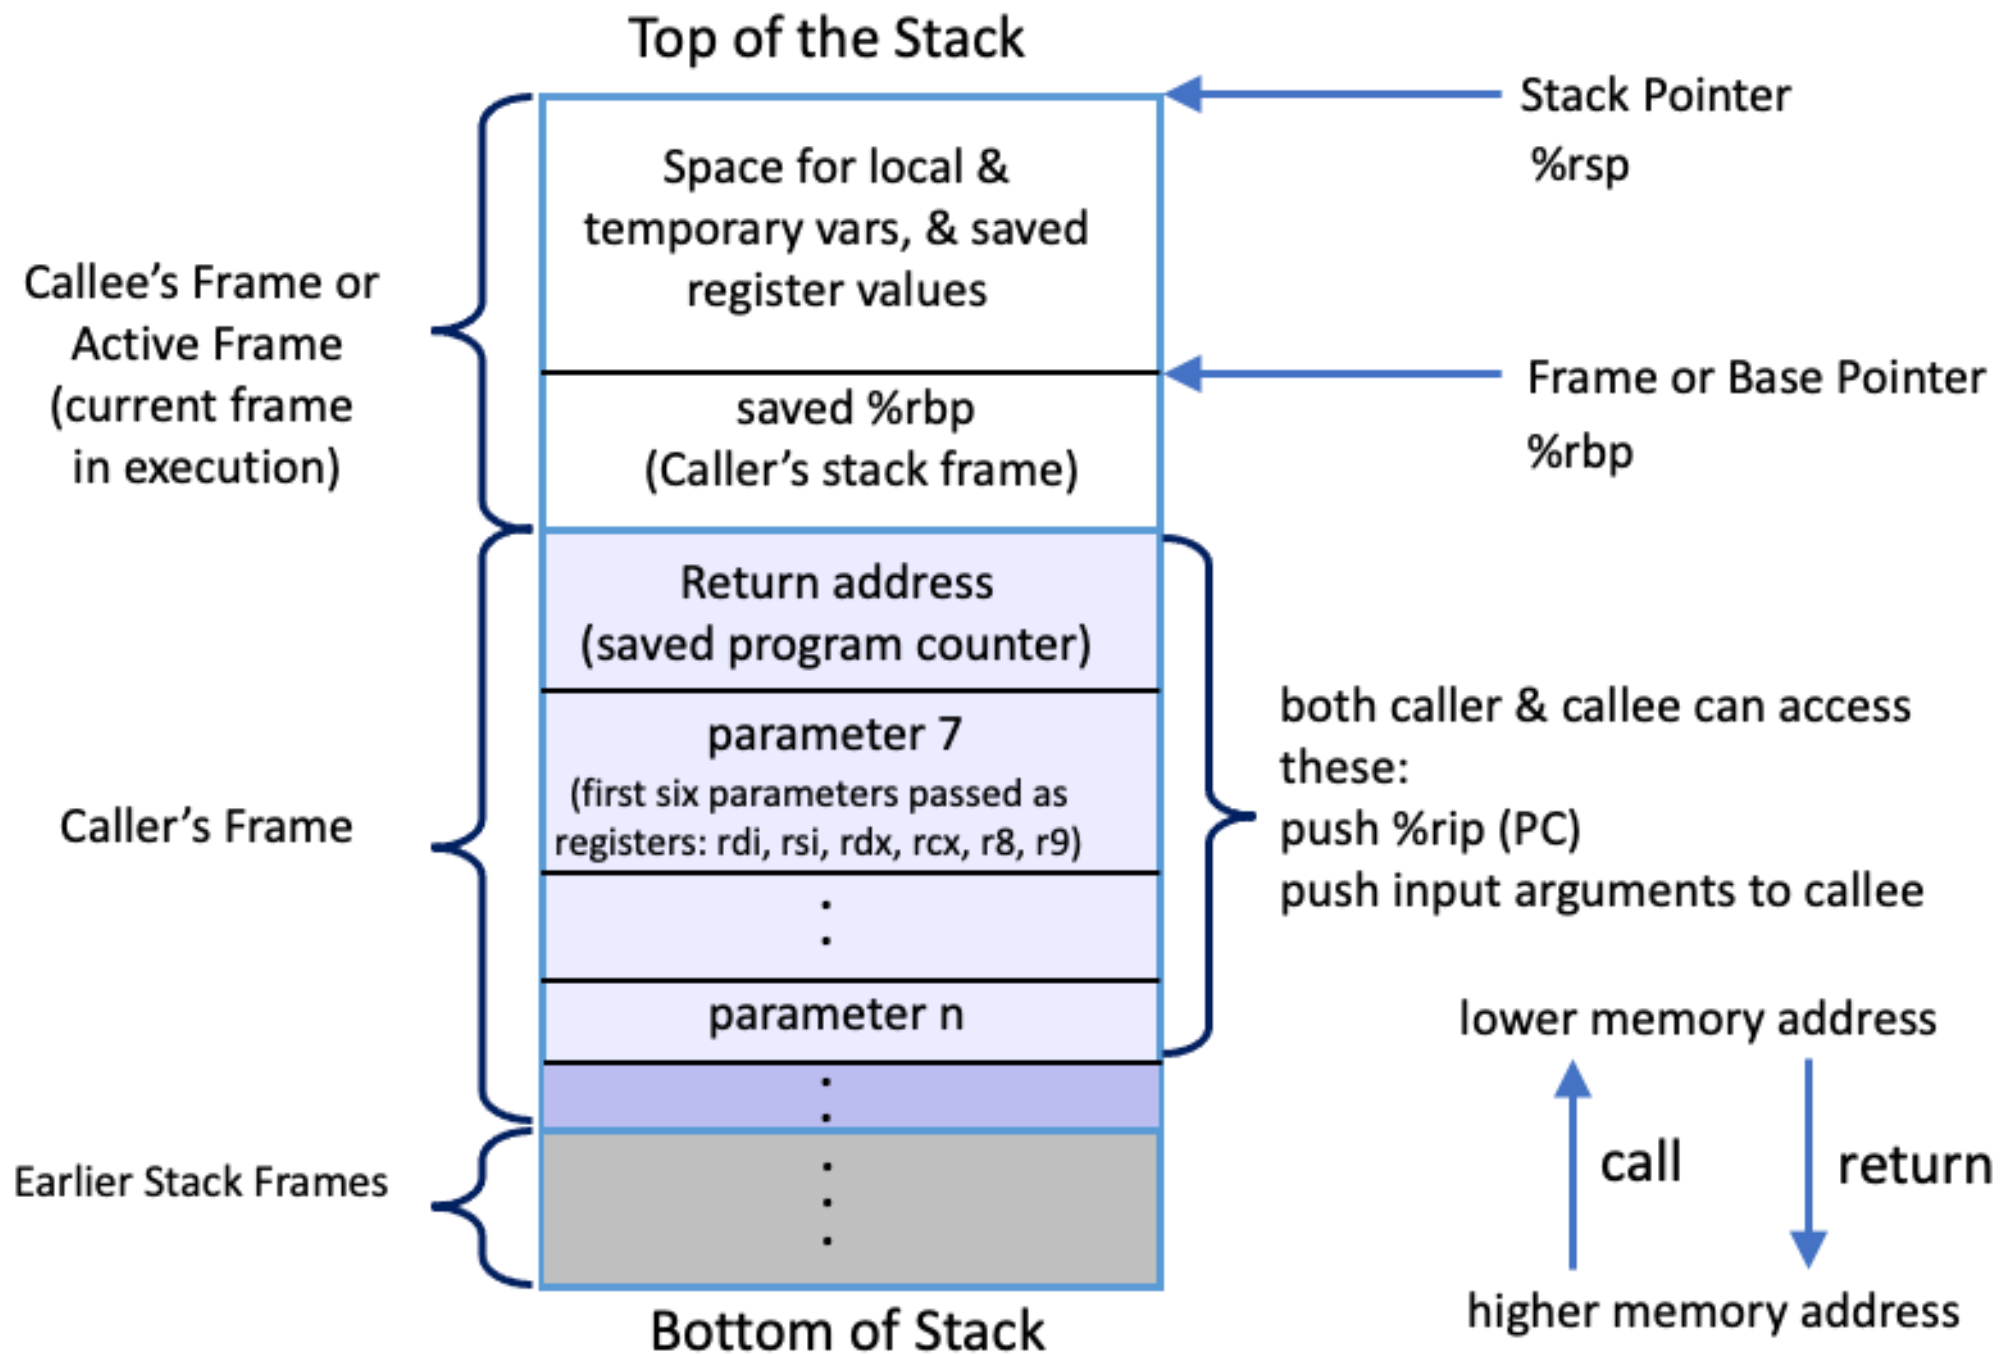 Top of the Stack
Stack Pointer
%rsp
Space for local &
temporary vars, & saved
register values
Callee’s Frame or
Active Frame
(current frame
in execution)
Frame or Base Pointer
%rbp
saved %rbp
(Caller’s stack frame)
Return address
(saved program counter)
parameter 7
(first six parameters passed as
registers: rdi, rsi, rdx, rcx, r8, r9)
Caller’s Frame
both caller & callee can access
these:
push %rip (PC)
push input arguments to callee
parameter n
lower memory address
call
return
higher memory address
Earlier Stack Frames
Bottom of Stack